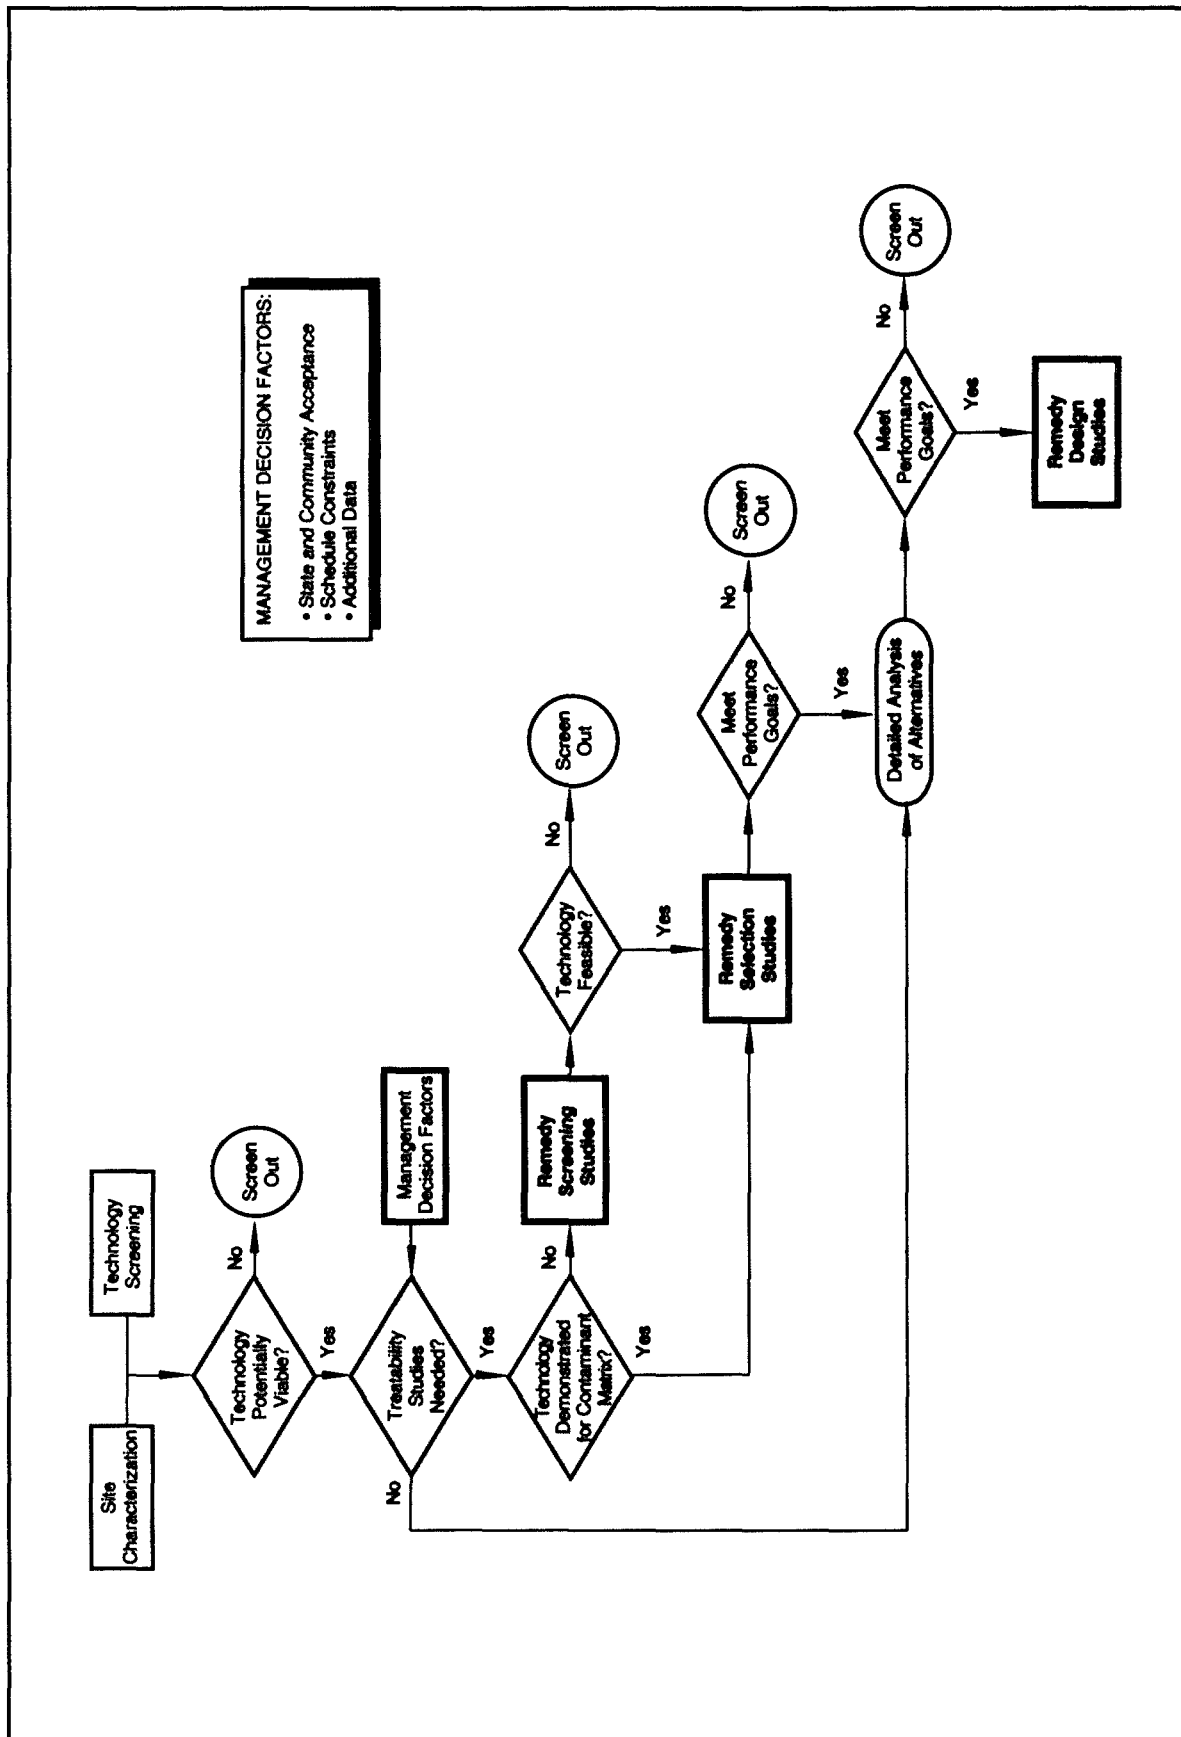 Site
Characterization
Technology
Screening
Technology
Potentially
Viable?
No
Screen
Out
Yes
Treatability
Studies
Needed?
Management
Decision Factors
No
Yes
Technology
Demonstrated
for Contaminant
Matrix?
No
Remedy
Screening
Studies
Yes
Technology
Feasible?
No
Screen
Out
Yes
Remedy
Selection
Studies
Meet
Performance
Goals?
No
Screen
Out
Yes
Detailed Analysis
of Alternatives
Meet
Performance
Goals?
No
Screen
Out
Yes
Remedy
Design
Studies
MANAGEMENT DECISION FACTORS:
• State and Community Acceptance
• Schedule Constraints
• Additional Data